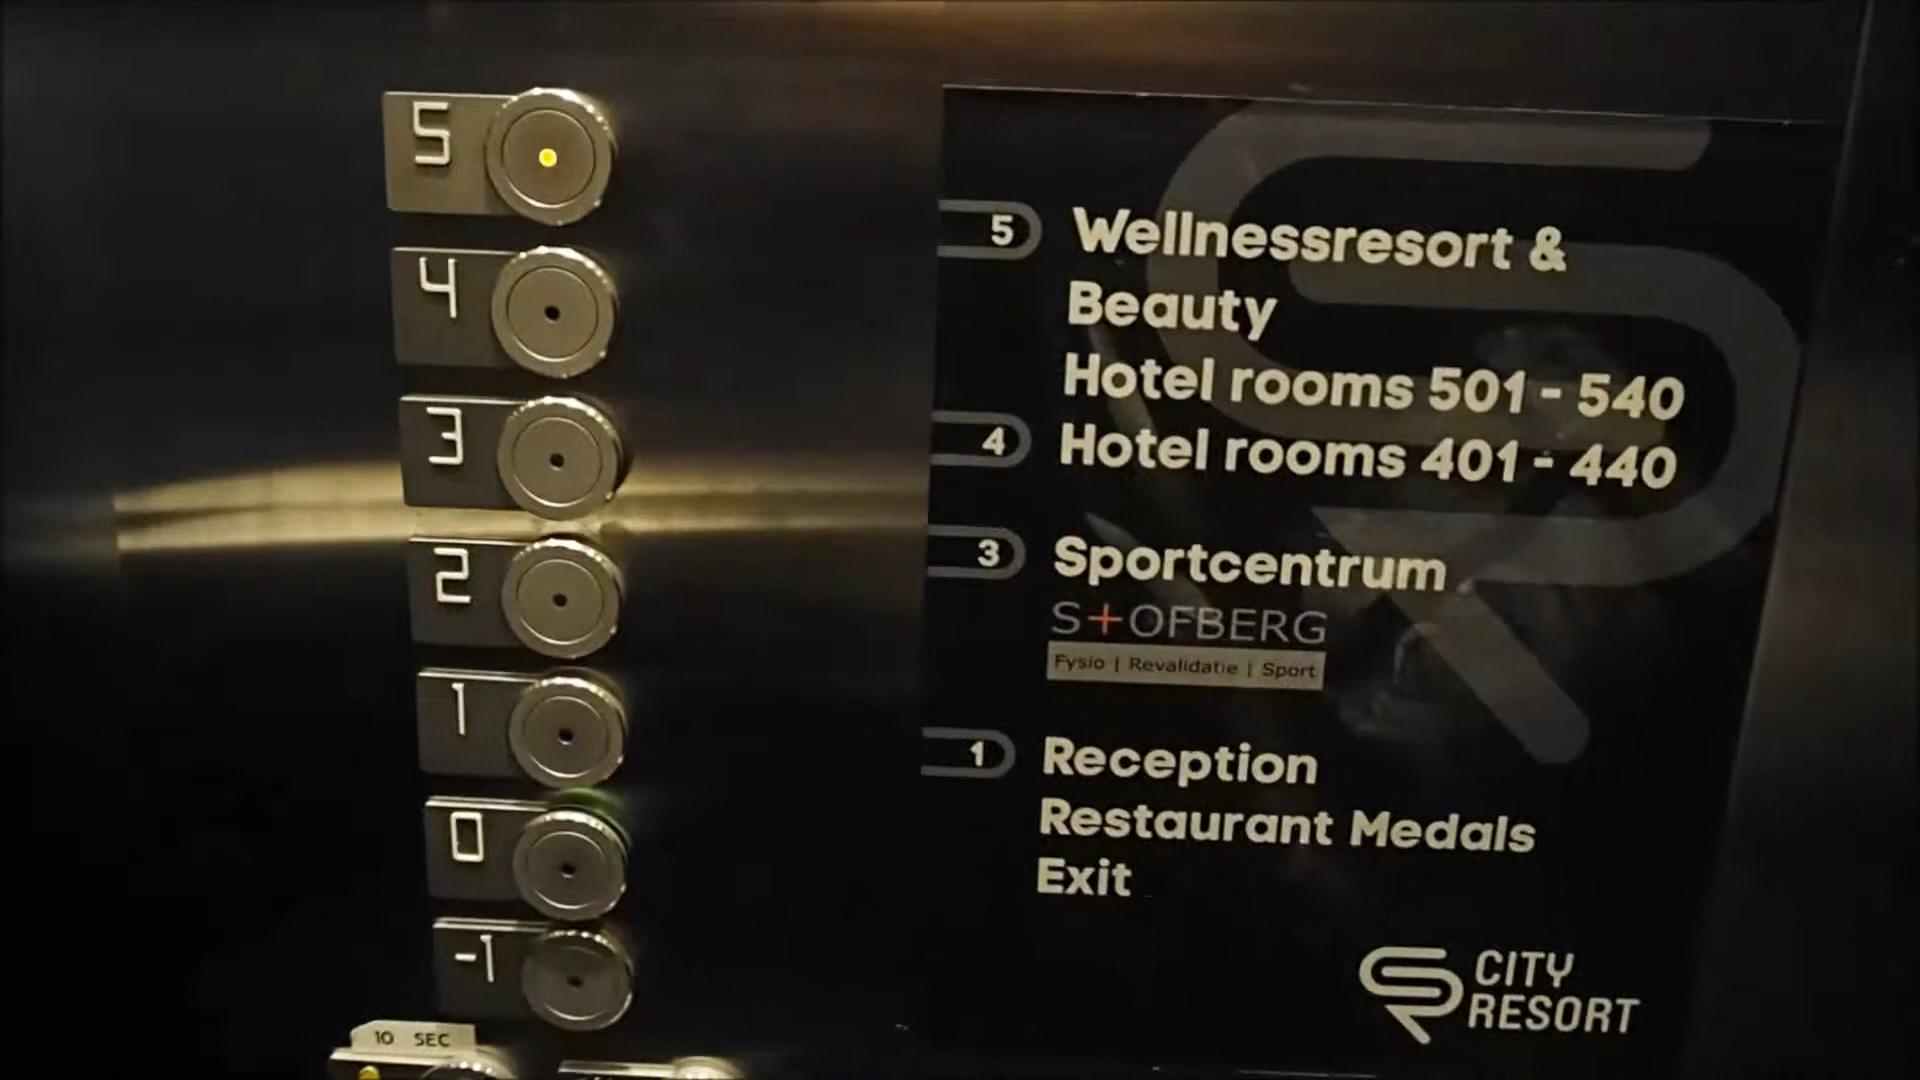 5
4
3
2
1
0
-1
10 SEC
5 Wellnessresort &
Beauty
Hotel rooms 501 - 540
4 Hotel rooms 401 - 440
3 Sportcentrum
S+OFBERG
Fysio | Revalidatie | Sport
1 Reception
Restaurant Medals
Exit
CITY
RESORT